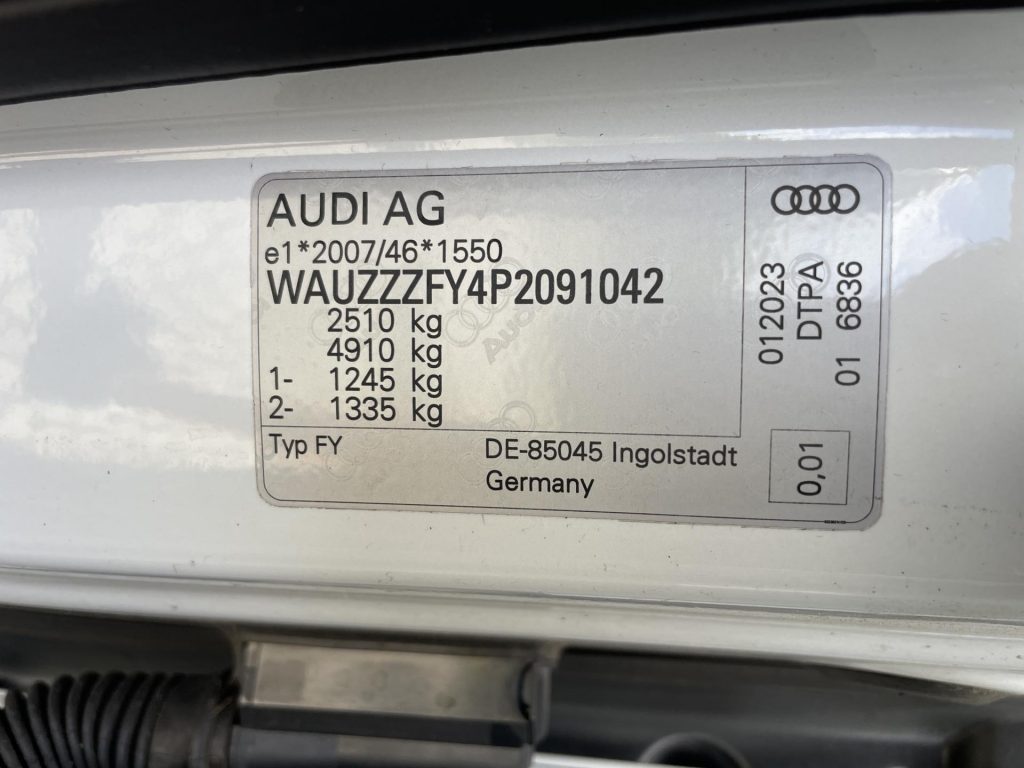 AUDI AG
e1*2007/46*1550
WAUZZZFY4P2091042
2510 kg
4910 kg
1- 1245 kg
2- 1335 kg
Typ FY
DE-85045 Ingolstadt
Germany
012023
DTPA
01 6836
0,01